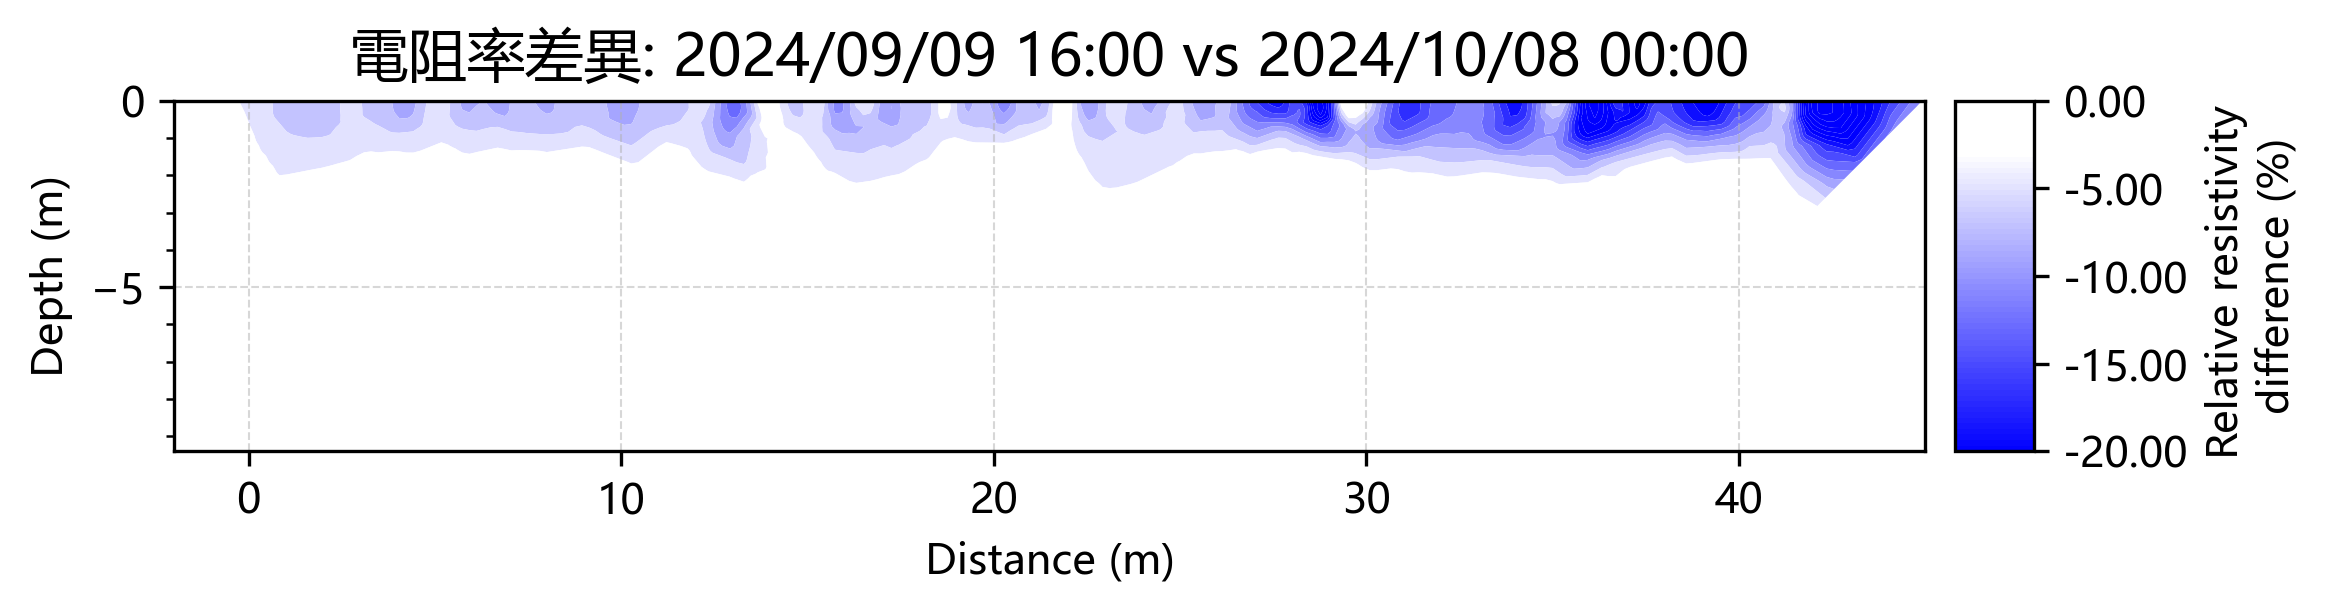 電阻率差異: 2024/09/09 16:00 vs 2024/10/08 00:00
0
−5
Depth (m)
0 10 20 30 40
Distance (m)
0.00
-5.00
-10.00
-15.00
-20.00
Relative resistivity
difference (%)